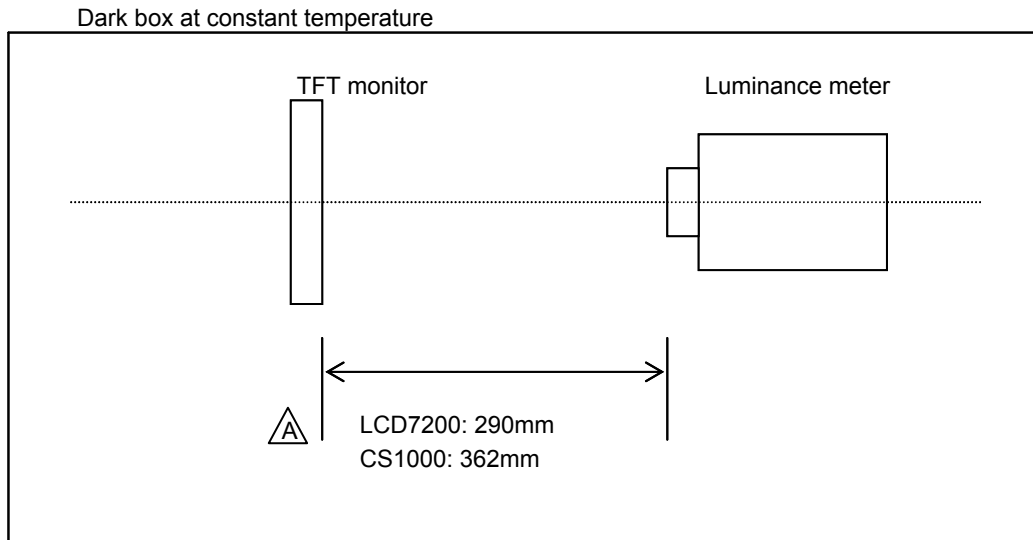 Dark box at constant temperature
TFT monitor
Luminance meter
A
LCD7200: 290mm
CS1000: 362mm